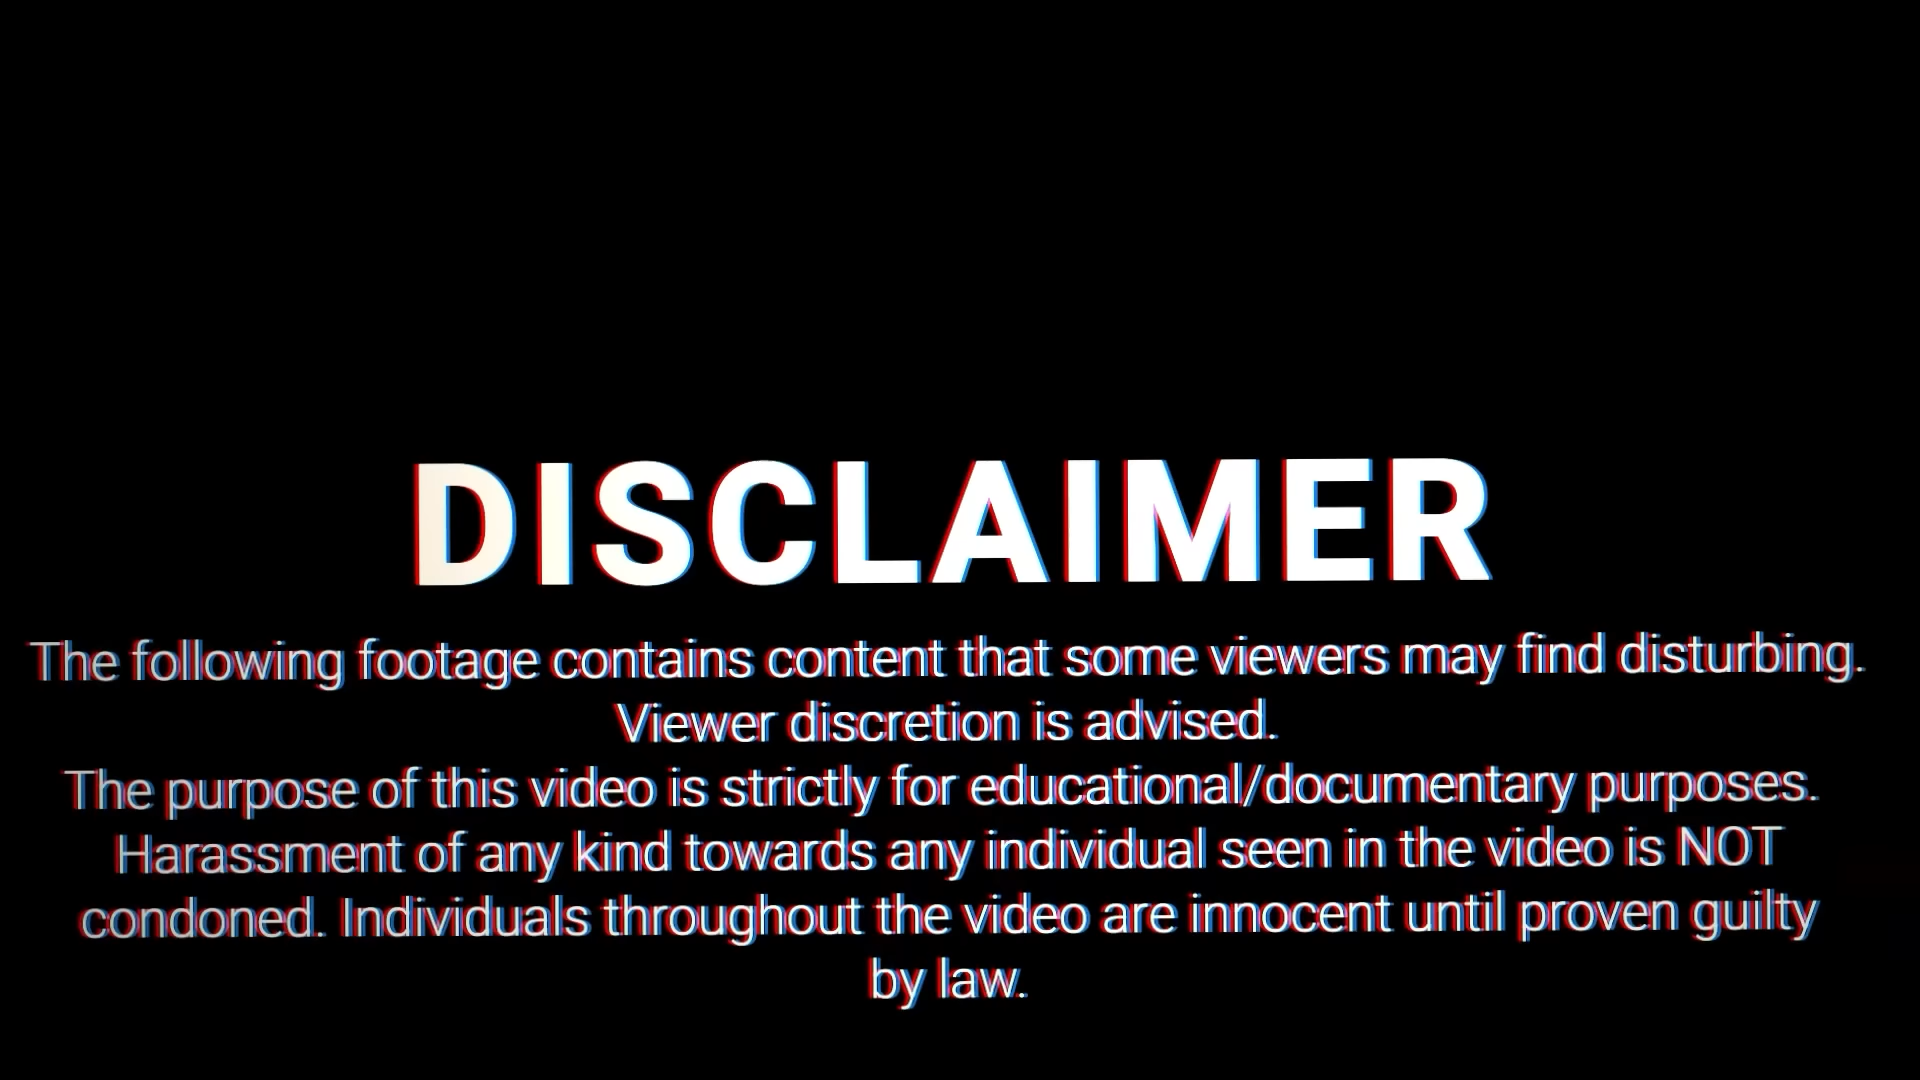 DISCLAIMER
The following footage contains content that some viewers may find disturbing.
Viewer discretion is advised.
The purpose of this video is strictly for educational/documentary purposes.
Harassment of any kind towards any individual seen in the video is NOT
condoned. Individuals throughout the video are innocent until proven guilty
by law.